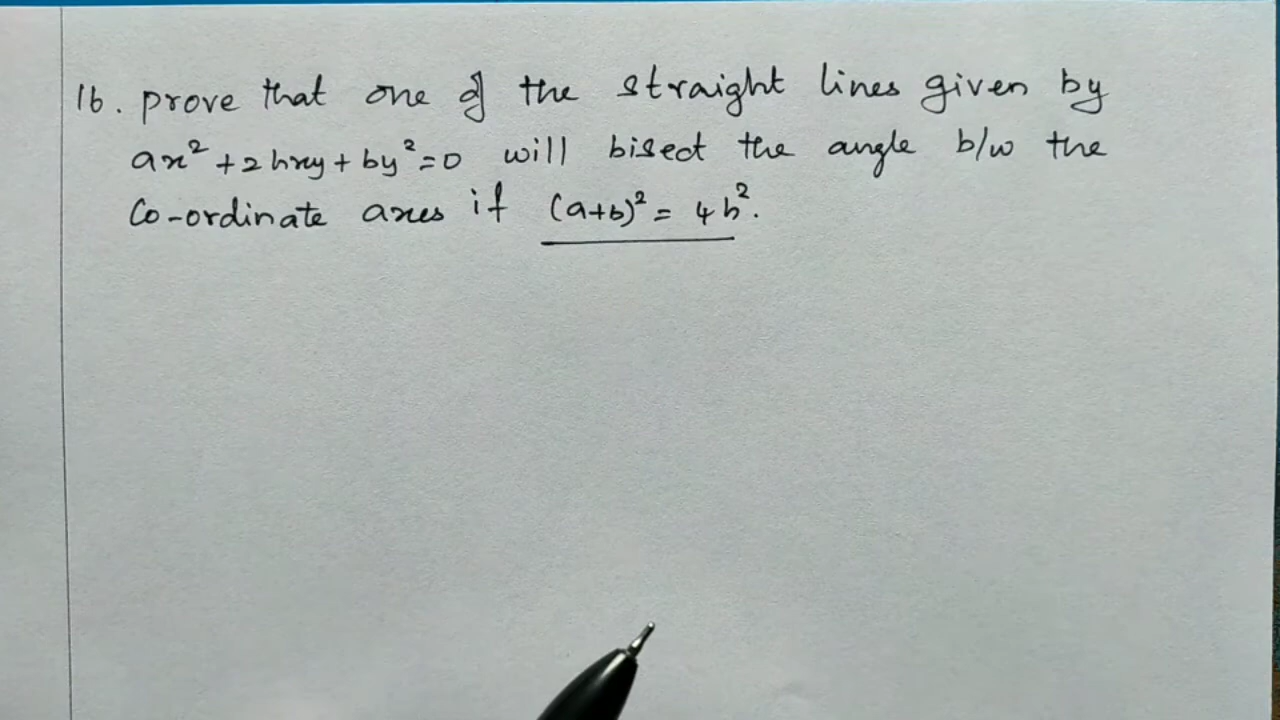 16. prove that one of the straight lines given by
ax² + 2hxy + by² = 0 will bisect the angle b/w the
Co-ordinate axes if (a+b)² = 4h².